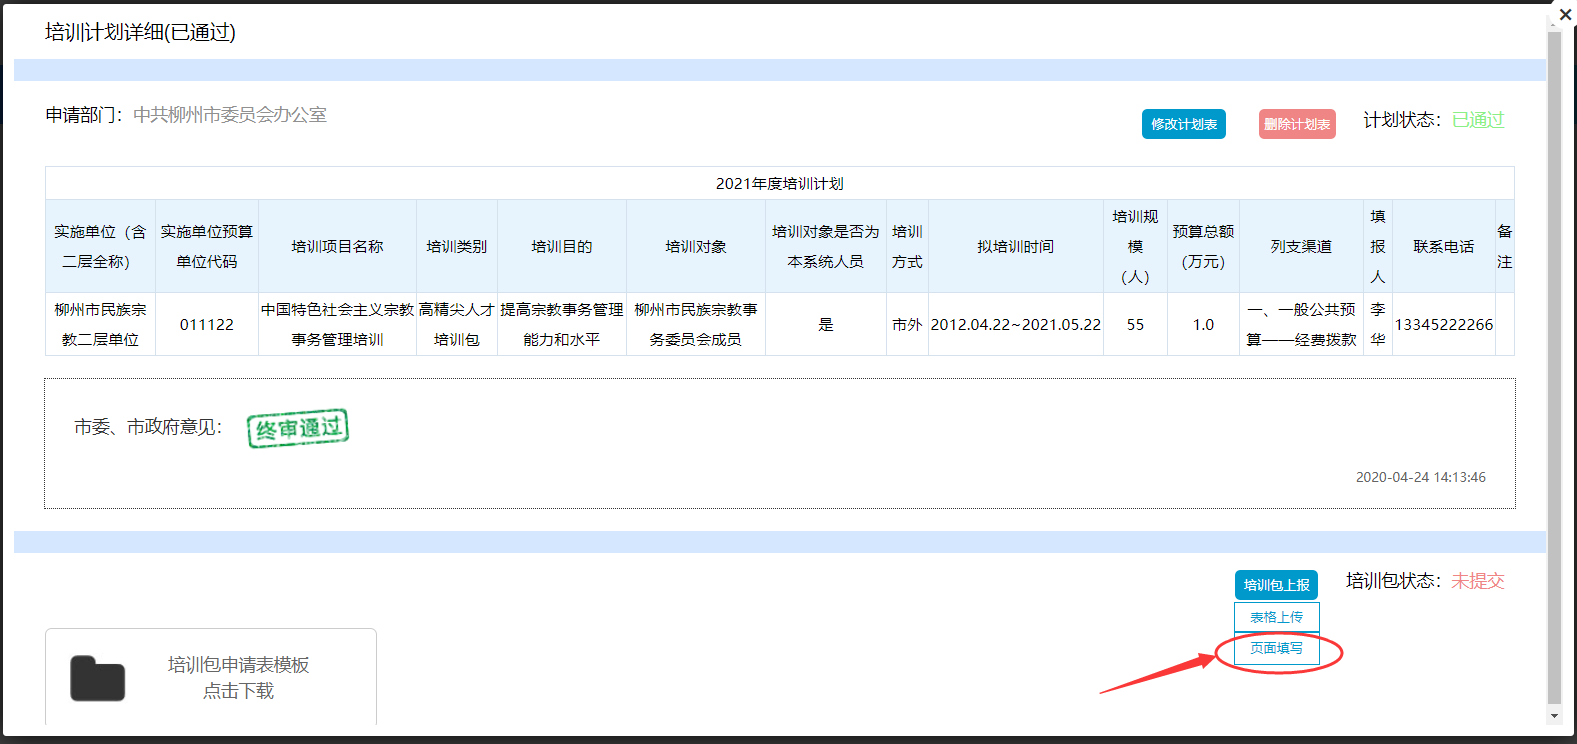 培训计划详细(已通过)
申请部门： 中共柳州市委员会办公室
修改计划表 删除计划表 计划状态： 已通过
2021年度培训计划
实施单位（含二层全称） 实施单位预算单位代码 培训项目名称 培训类别 培训目的 培训对象 培训对象是否为本系统人员 培训方式 拟培训时间 培训规模（人） 预算总额（万元） 列支渠道 填报人 联系电话 备注
柳州市民族宗教二层单位 011122 中国特色社会主义宗教事务管理培训 高精尖人才培训包 提高宗教事务管理能力和水平 柳州市民族宗教事务委员会成员 是 市外 2012.04.22~2021.05.22 55 1.0 一、一般公共预算——经费拨款 李华 13345222266
市委、市政府意见： 终审通过
2020-04-24 14:13:46
培训包上报 培训包状态： 未提交
表格上传
页面填写
培训包申请表模板
点击下载